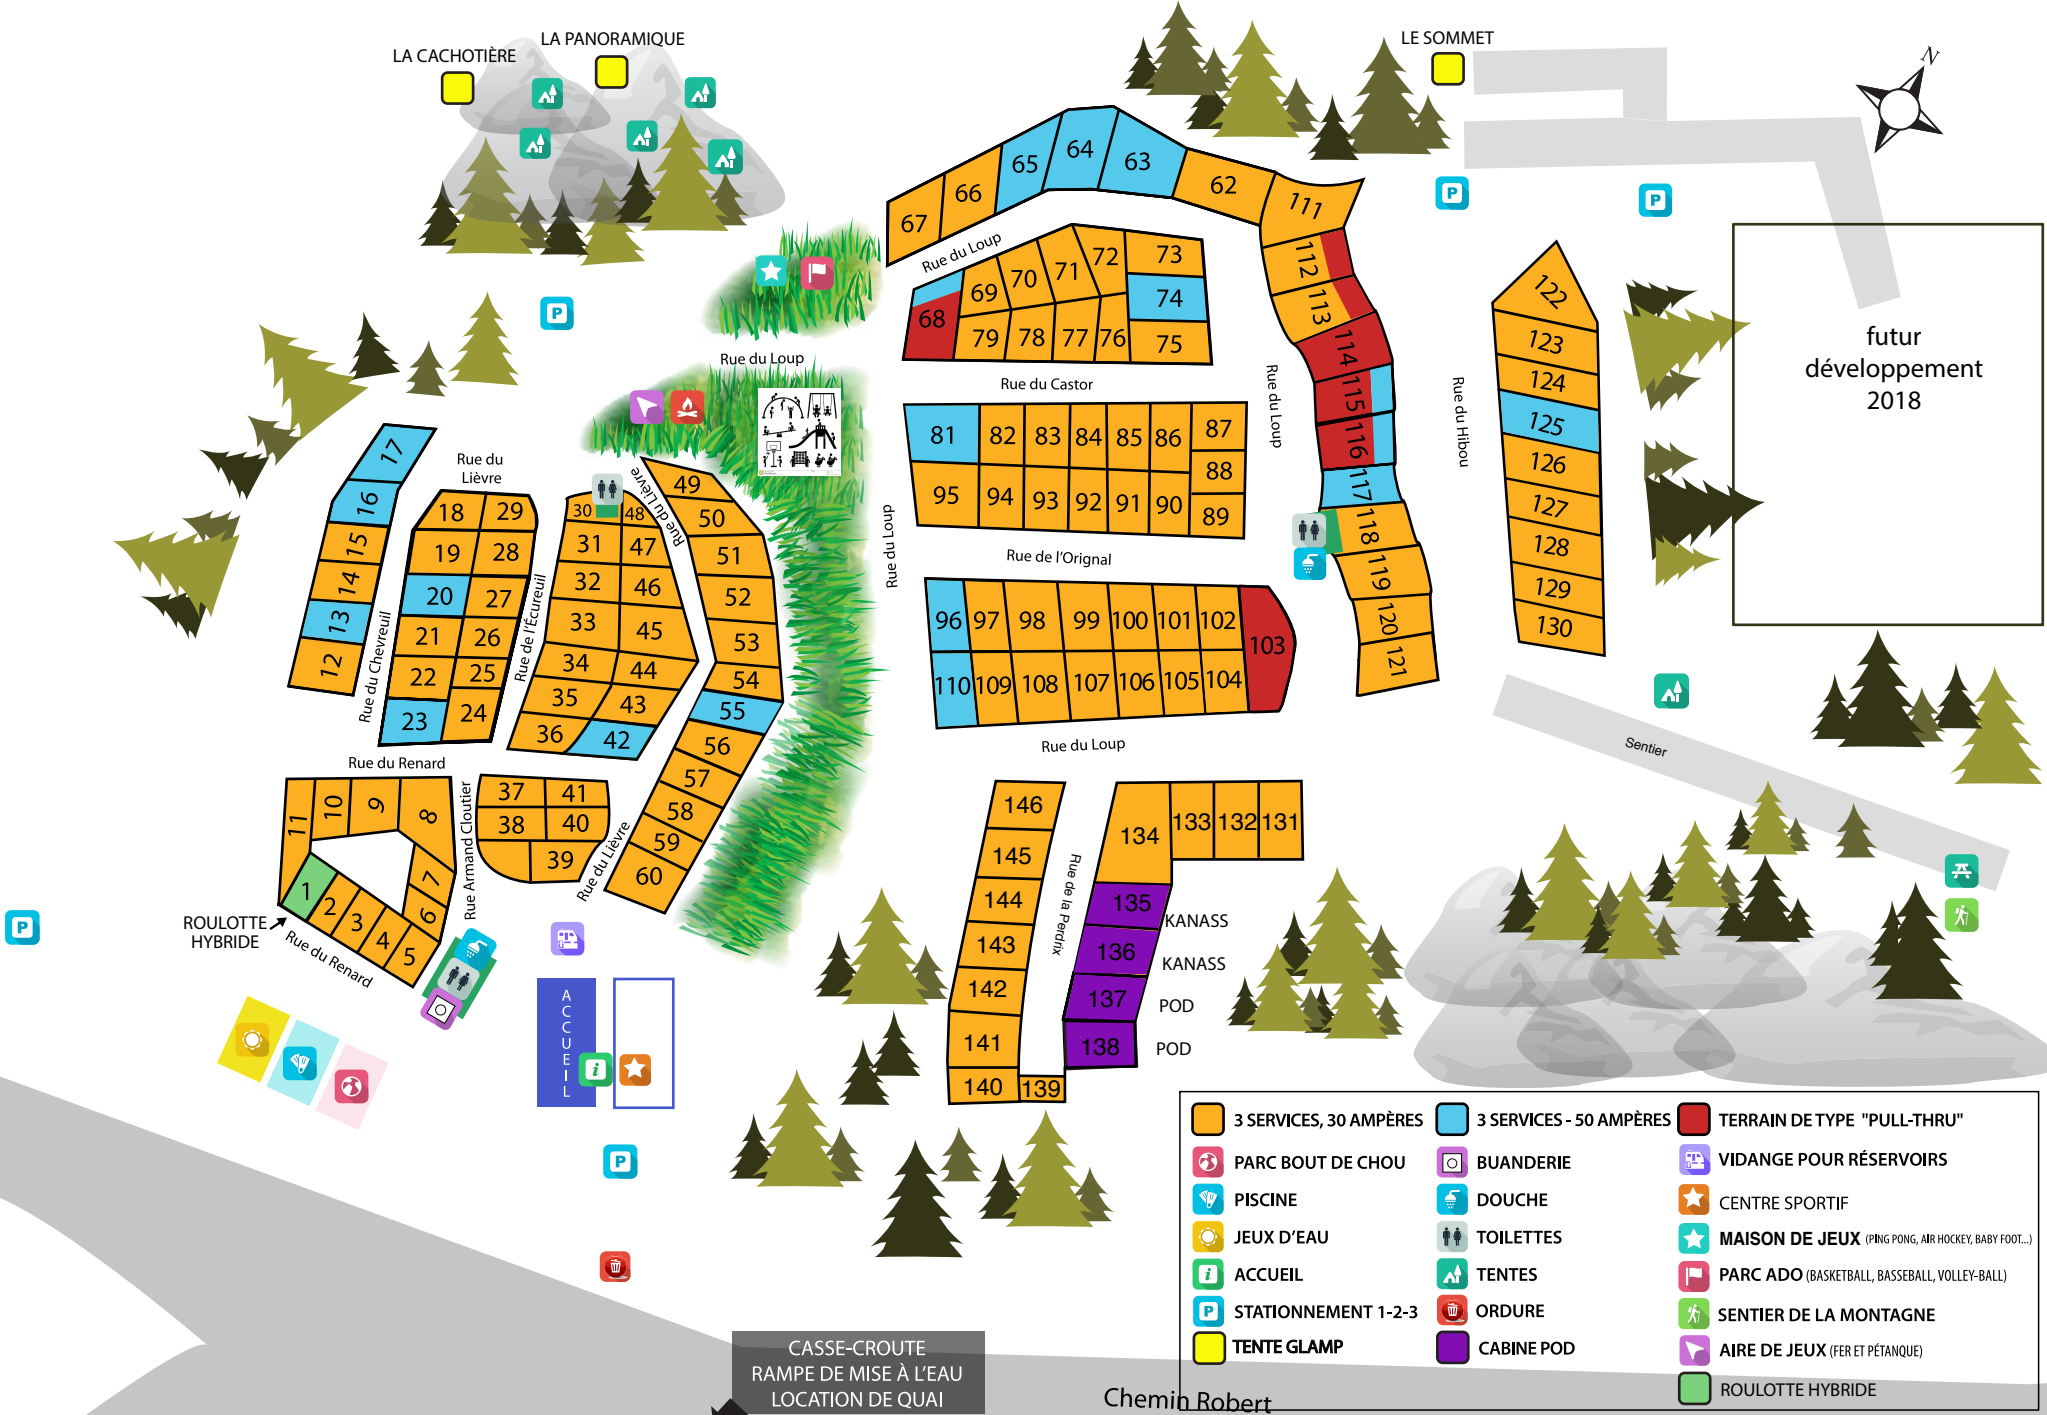 LA CACHOTIÈRE
LA PANORAMIQUE
LE SOMMET
N
67
66
65
64
63
62
111
Rue du Loup
68
69
70
71
72
73
74
75
79
78
77
76
112
113
114
115
116
117
118
119
120
121
122
123
124
125
126
127
128
129
130
futur
développement
2018
Rue du Loup
Rue du Castor
Rue du Loup
Rue du Hibou
81
82
83
84
85
86
87
88
89
95
94
93
92
91
90
Rue du Loup
Rue de l'Orignal
96
97
98
99
100
101
102
103
110
109
108
107
106
105
104
Rue du Loup
17
16
15
14
13
12
Rue du Chevreuil
Rue du
Lièvre
18
29
19
28
20
27
21
26
22
25
23
24
Rue de l'Écureuil
30
48
31
47
32
46
33
45
34
44
35
43
36
42
Rue du Lièvre
49
50
51
52
53
54
55
56
57
58
59
60
Rue du Renard
11
10
9
8
7
6
1
2
3
4
5
ROULOTTE
HYBRIDE
Rue du Renard
Rue Armand Cloutier
37
41
38
40
39
Rue du Lièvre
P
P
P
P
P
ACCUEIL
i
146
145
144
143
142
141
140
139
Rue de la Perdrix
134
133
132
131
135
KANASS
136
KANASS
137
POD
138
POD
Sentier
3 SERVICES, 30 AMPÈRES
3 SERVICES - 50 AMPÈRES
TERRAIN DE TYPE "PULL-THRU"
PARC BOUT DE CHOU
BUANDERIE
VIDANGE POUR RÉSERVOIRS
PISCINE
DOUCHE
CENTRE SPORTIF
JEUX D'EAU
TOILETTES
MAISON DE JEUX (PING PONG, AIR HOCKEY, BABY FOOT...)
i ACCUEIL
TENTES
PARC ADO (BASKETBALL, BASSEBALL, VOLLEY-BALL)
P STATIONNEMENT 1-2-3
ORDURE
SENTIER DE LA MONTAGNE
TENTE GLAMP
CABINE POD
AIRE DE JEUX (FER ET PÉTANQUE)
ROULOTTE HYBRIDE
CASSE-CROUTE
RAMPE DE MISE À L'EAU
LOCATION DE QUAI
Chemin Robert